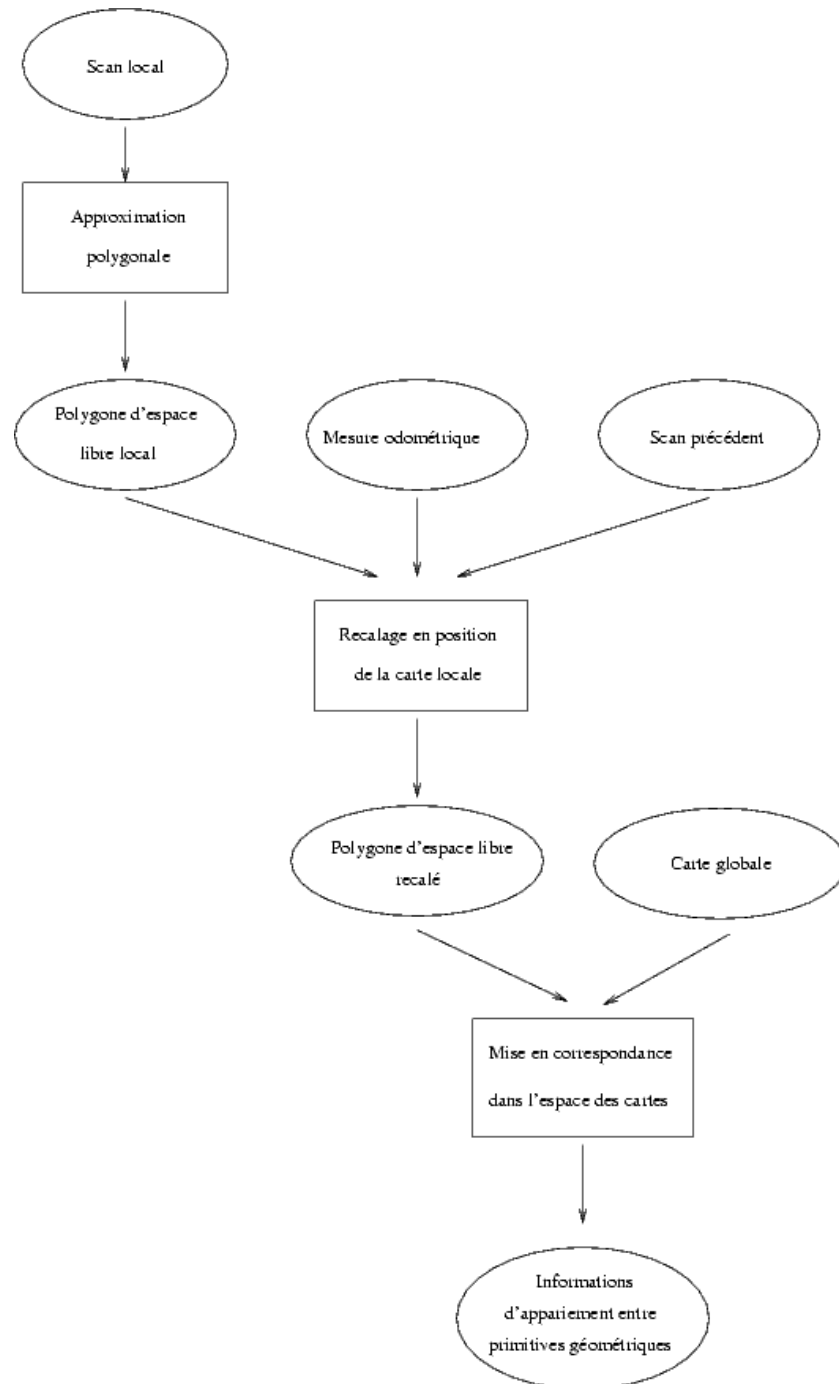 Scan local
Approximation
polygonale
Polygone d'espace
libre local
Mesure odométrique
Scan précédent
Recalage en position
de la carte locale
Polygone d'espace libre
recalé
Carte globale
Mise en correspondance
dans l'espace des cartes
Informations
d'appariement entre
primitives géométriques